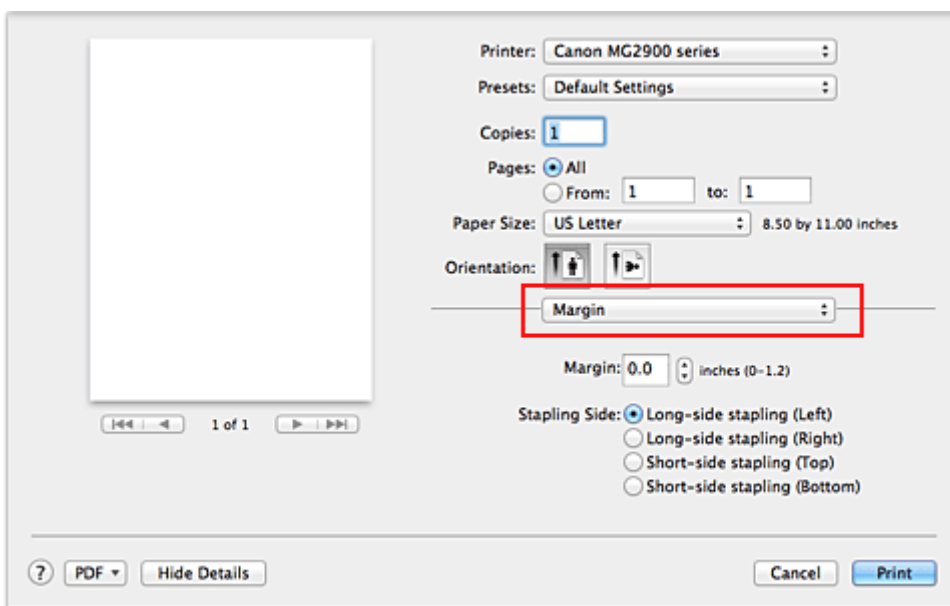 Printer: Canon MG2900 series
Presets: Default Settings
Copies: 1
Pages: All
From: 1 to: 1
Paper Size: US Letter 8.50 by 11.00 inches
Orientation:
Margin
Margin: 0.0 inches (0-1.2)
1 of 1
Stapling Side: Long-side stapling (Left)
Long-side stapling (Right)
Short-side stapling (Top)
Short-side stapling (Bottom)
? PDF Hide Details Cancel Print